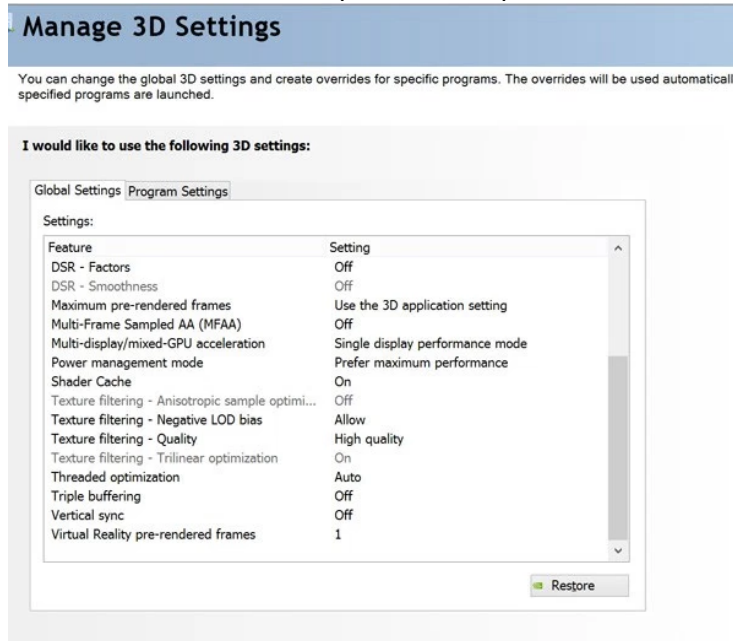 Manage 3D Settings
You can change the global 3D settings and create overrides for specific programs. The overrides will be used automaticall
specified programs are launched.
I would like to use the following 3D settings:
Global Settings Program Settings
Settings:
Feature Setting
DSR - Factors Off
DSR - Smoothness Off
Maximum pre-rendered frames Use the 3D application setting
Multi-Frame Sampled AA (MFAA) Off
Multi-display/mixed-GPU acceleration Single display performance mode
Power management mode Prefer maximum performance
Shader Cache On
Texture filtering - Anisotropic sample optimi... Off
Texture filtering - Negative LOD bias Allow
Texture filtering - Quality High quality
Texture filtering - Trilinear optimization On
Threaded optimization Auto
Triple buffering Off
Vertical sync Off
Virtual Reality pre-rendered frames 1
Restore